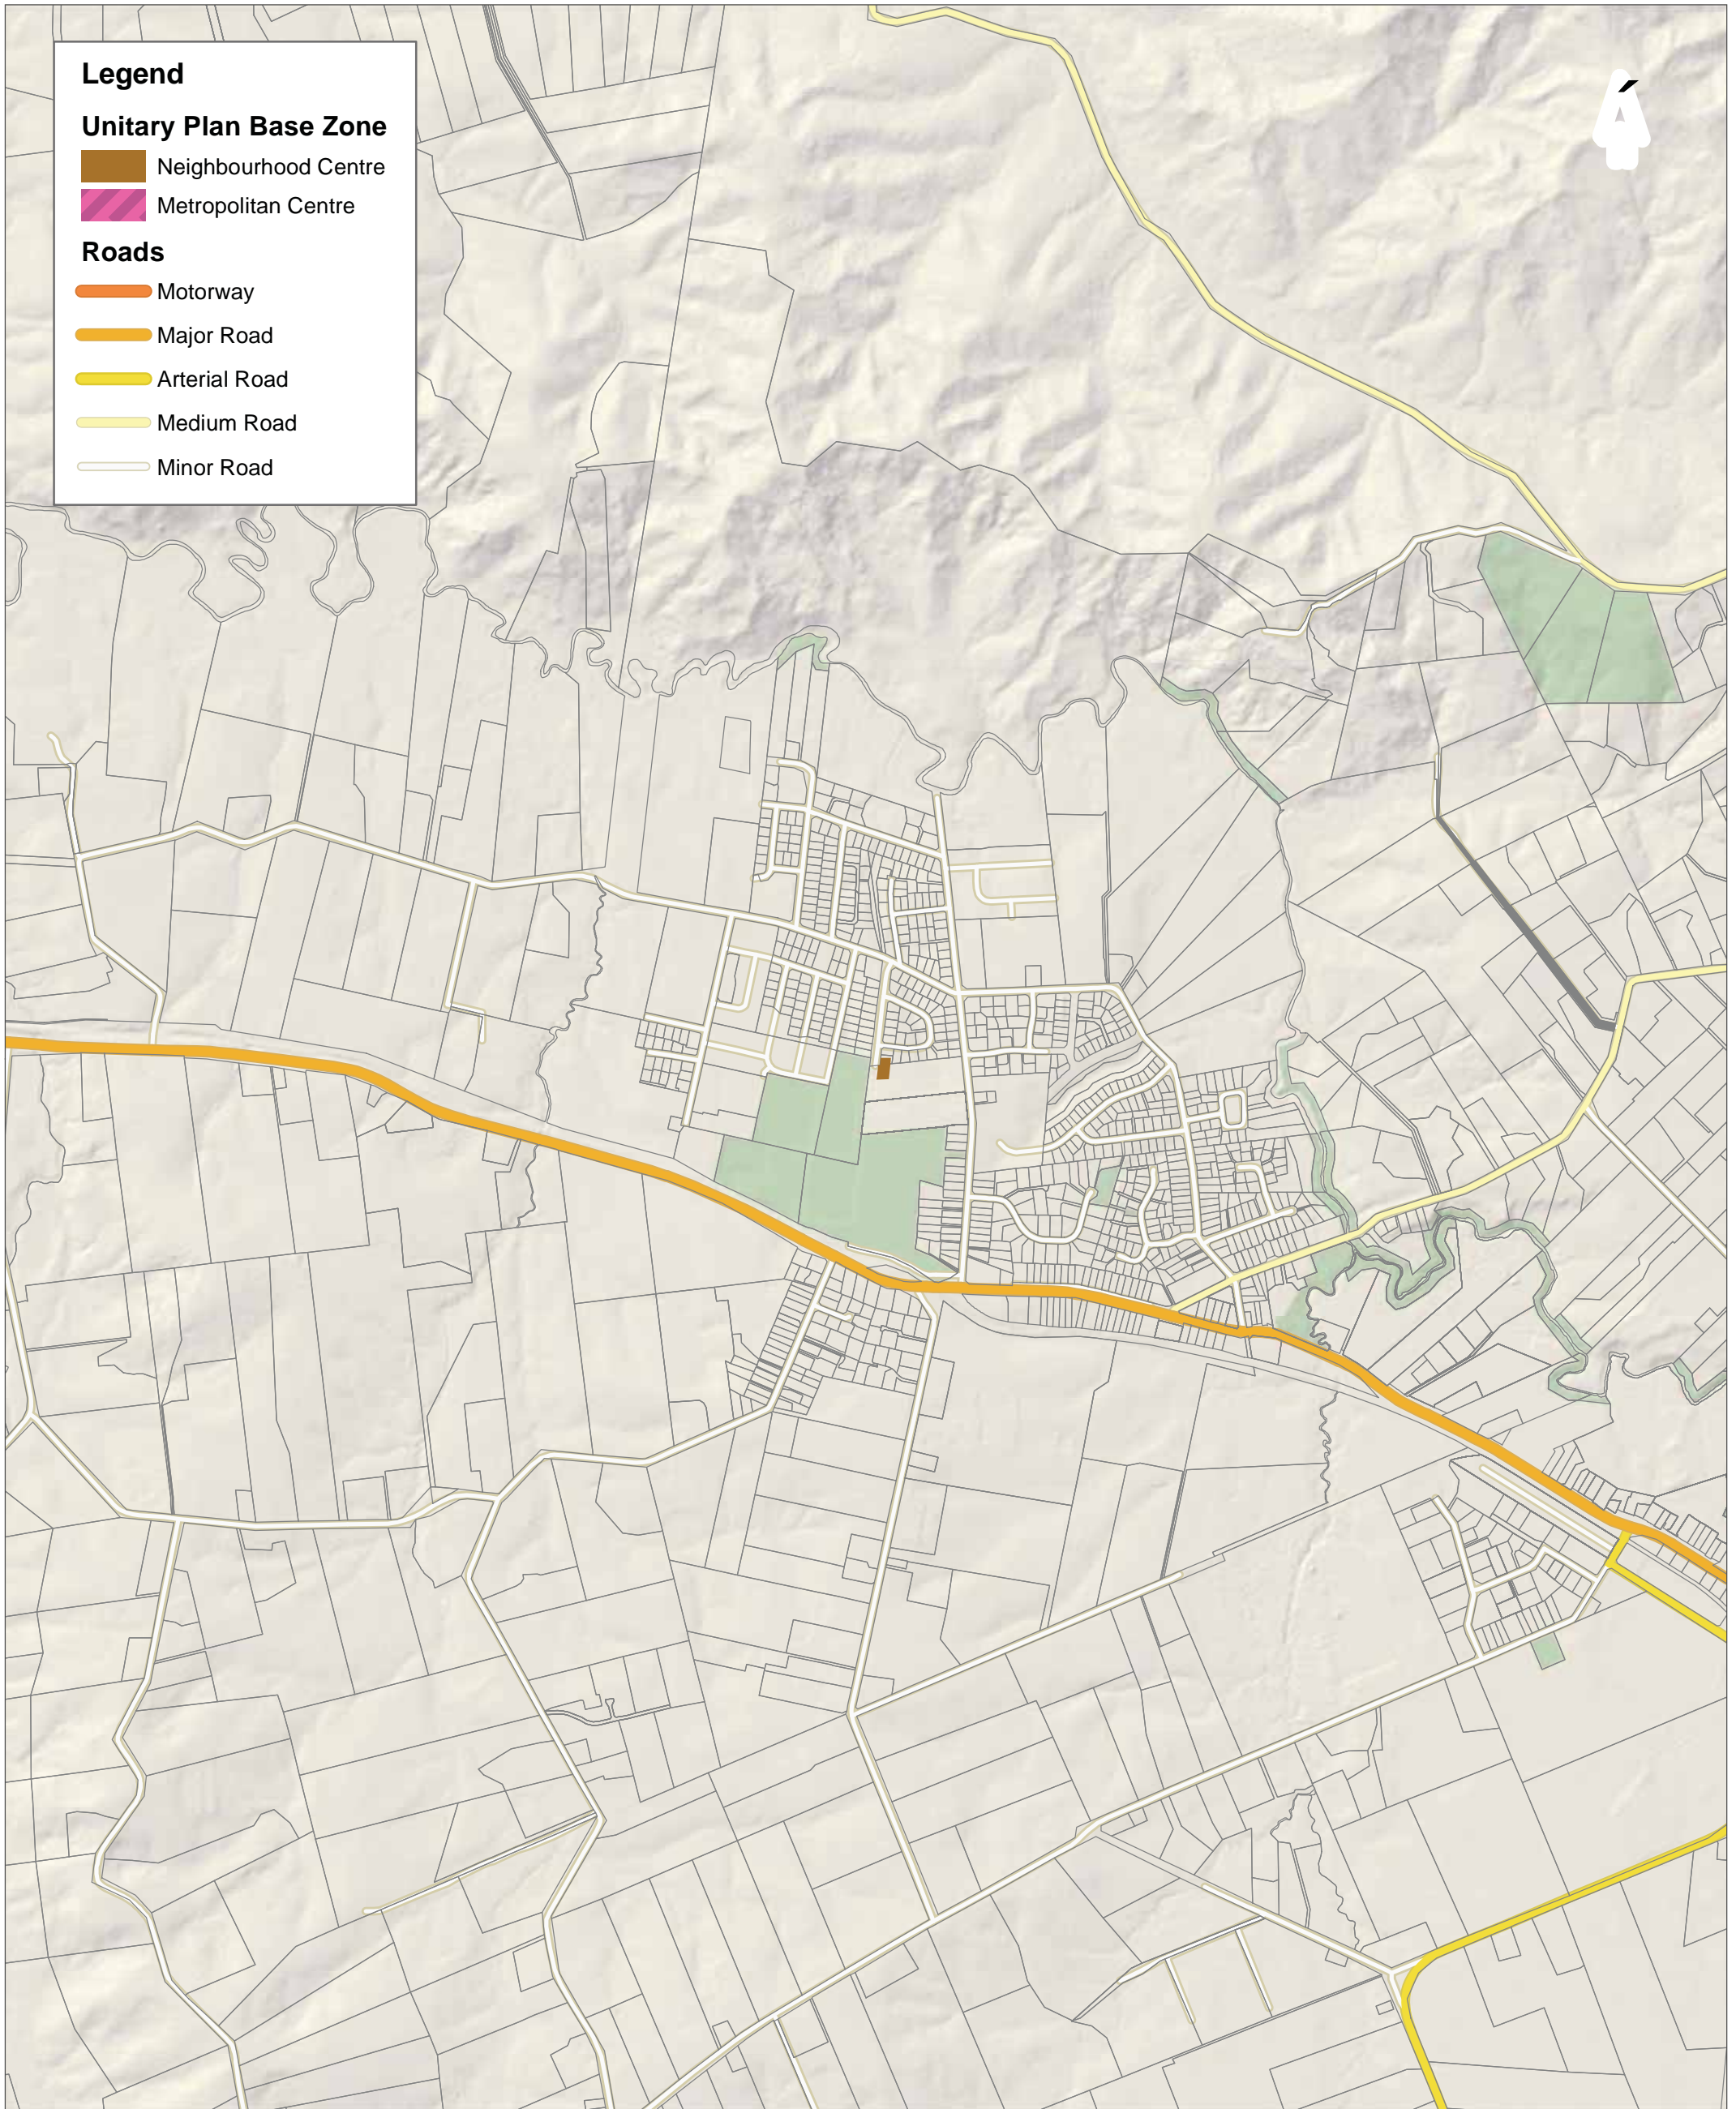 Legend
Unitary Plan Base Zone
Neighbourhood Centre
Metropolitan Centre
Roads
Motorway
Major Road
Arterial Road
Medium Road
Minor Road